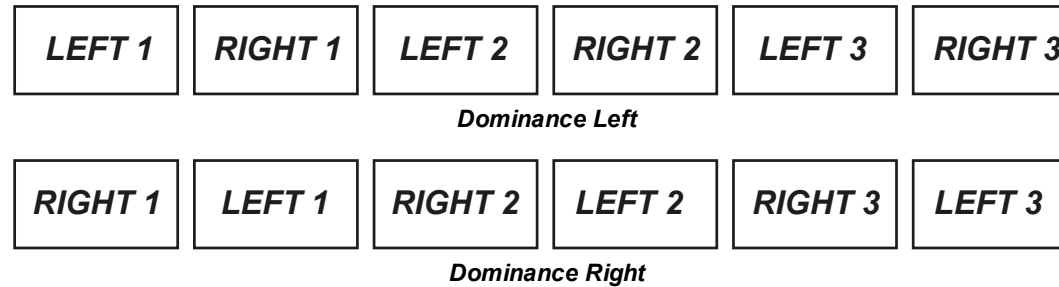 LEFT 1 RIGHT 1 LEFT 2 RIGHT 2 LEFT 3 RIGHT 3
Dominance Left
RIGHT 1 LEFT 1 RIGHT 2 LEFT 2 RIGHT 3 LEFT 3
Dominance Right